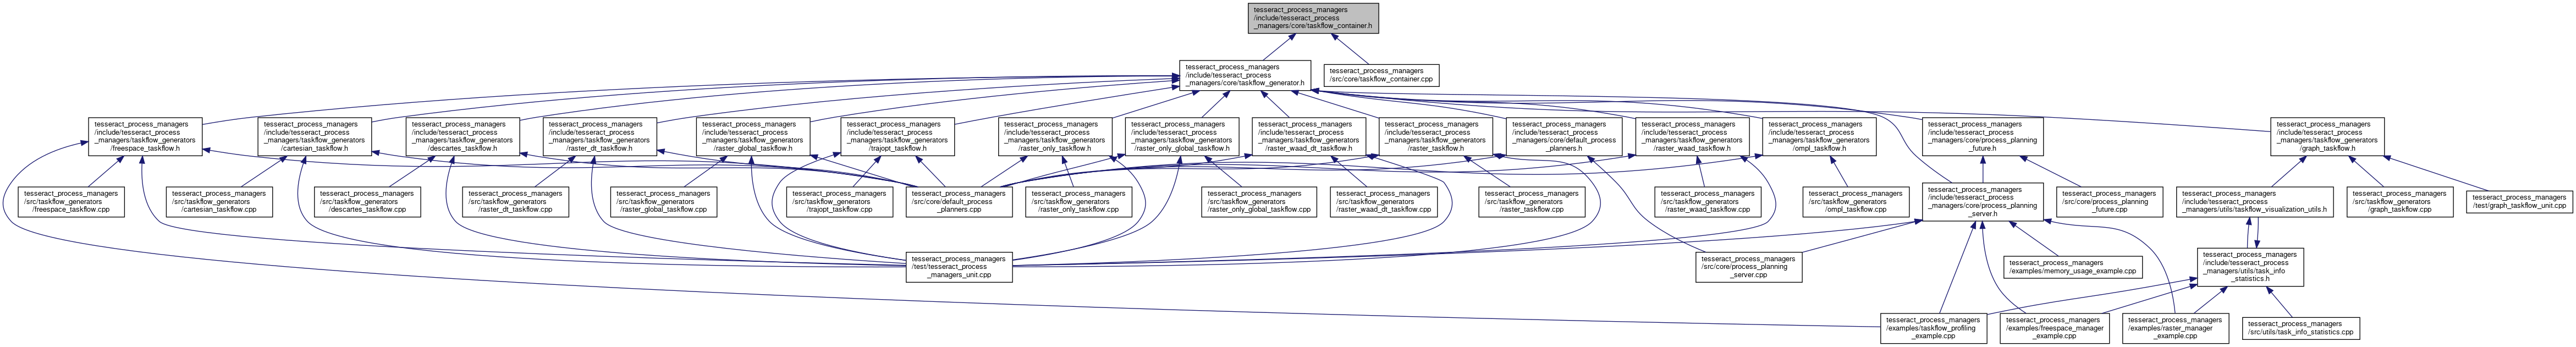 tesseract_process_managers
/include/tesseract_process
_managers/core/taskflow_container.h
tesseract_process_managers
/include/tesseract_process
_managers/core/taskflow_generator.h
tesseract_process_managers
/src/core/taskflow_container.cpp
tesseract_process_managers
/include/tesseract_process
_managers/taskflow_generators
/freespace_taskflow.h
tesseract_process_managers
/include/tesseract_process
_managers/taskflow_generators
/cartesian_taskflow.h
tesseract_process_managers
/include/tesseract_process
_managers/taskflow_generators
/descartes_taskflow.h
tesseract_process_managers
/include/tesseract_process
_managers/taskflow_generators
/raster_dt_taskflow.h
tesseract_process_managers
/include/tesseract_process
_managers/taskflow_generators
/raster_global_taskflow.h
tesseract_process_managers
/include/tesseract_process
_managers/taskflow_generators
/trajopt_taskflow.h
tesseract_process_managers
/include/tesseract_process
_managers/taskflow_generators
/raster_only_taskflow.h
tesseract_process_managers
/include/tesseract_process
_managers/taskflow_generators
/raster_only_global_taskflow.h
tesseract_process_managers
/include/tesseract_process
_managers/taskflow_generators
/raster_waad_dt_taskflow.h
tesseract_process_managers
/include/tesseract_process
_managers/taskflow_generators
/raster_taskflow.h
tesseract_process_managers
/include/tesseract_process
_managers/core/default_process
_planners.h
tesseract_process_managers
/include/tesseract_process
_managers/taskflow_generators
/raster_waad_taskflow.h
tesseract_process_managers
/include/tesseract_process
_managers/taskflow_generators
/ompl_taskflow.h
tesseract_process_managers
/include/tesseract_process
_managers/core/process_planning
_future.h
tesseract_process_managers
/include/tesseract_process
_managers/taskflow_generators
/graph_taskflow.h
tesseract_process_managers
/src/taskflow_generators
/freespace_taskflow.cpp
tesseract_process_managers
/src/taskflow_generators
/cartesian_taskflow.cpp
tesseract_process_managers
/src/taskflow_generators
/descartes_taskflow.cpp
tesseract_process_managers
/src/taskflow_generators
/raster_dt_taskflow.cpp
tesseract_process_managers
/src/taskflow_generators
/raster_global_taskflow.cpp
tesseract_process_managers
/src/taskflow_generators
/trajopt_taskflow.cpp
tesseract_process_managers
/src/core/default_process
_planners.cpp
tesseract_process_managers
/src/taskflow_generators
/raster_only_taskflow.cpp
tesseract_process_managers
/src/taskflow_generators
/raster_only_global_taskflow.cpp
tesseract_process_managers
/src/taskflow_generators
/raster_waad_dt_taskflow.cpp
tesseract_process_managers
/src/taskflow_generators
/raster_taskflow.cpp
tesseract_process_managers
/src/taskflow_generators
/raster_waad_taskflow.cpp
tesseract_process_managers
/src/taskflow_generators
/ompl_taskflow.cpp
tesseract_process_managers
/include/tesseract_process
_managers/core/process_planning
_server.h
tesseract_process_managers
/src/core/process_planning
_future.cpp
tesseract_process_managers
/include/tesseract_process
_managers/utils/taskflow_visualization_utils.h
tesseract_process_managers
/src/taskflow_generators
/graph_taskflow.cpp
tesseract_process_managers
/test/graph_taskflow_unit.cpp
tesseract_process_managers
/test/tesseract_process
_managers_unit.cpp
tesseract_process_managers
/src/core/process_planning
_server.cpp
tesseract_process_managers
/examples/memory_usage_example.cpp
tesseract_process_managers
/include/tesseract_process
_managers/utils/task_info
_statistics.h
tesseract_process_managers
/examples/taskflow_profiling
_example.cpp
tesseract_process_managers
/examples/freespace_manager
_example.cpp
tesseract_process_managers
/examples/raster_manager
_example.cpp
tesseract_process_managers
/src/utils/task_info_statistics.cpp